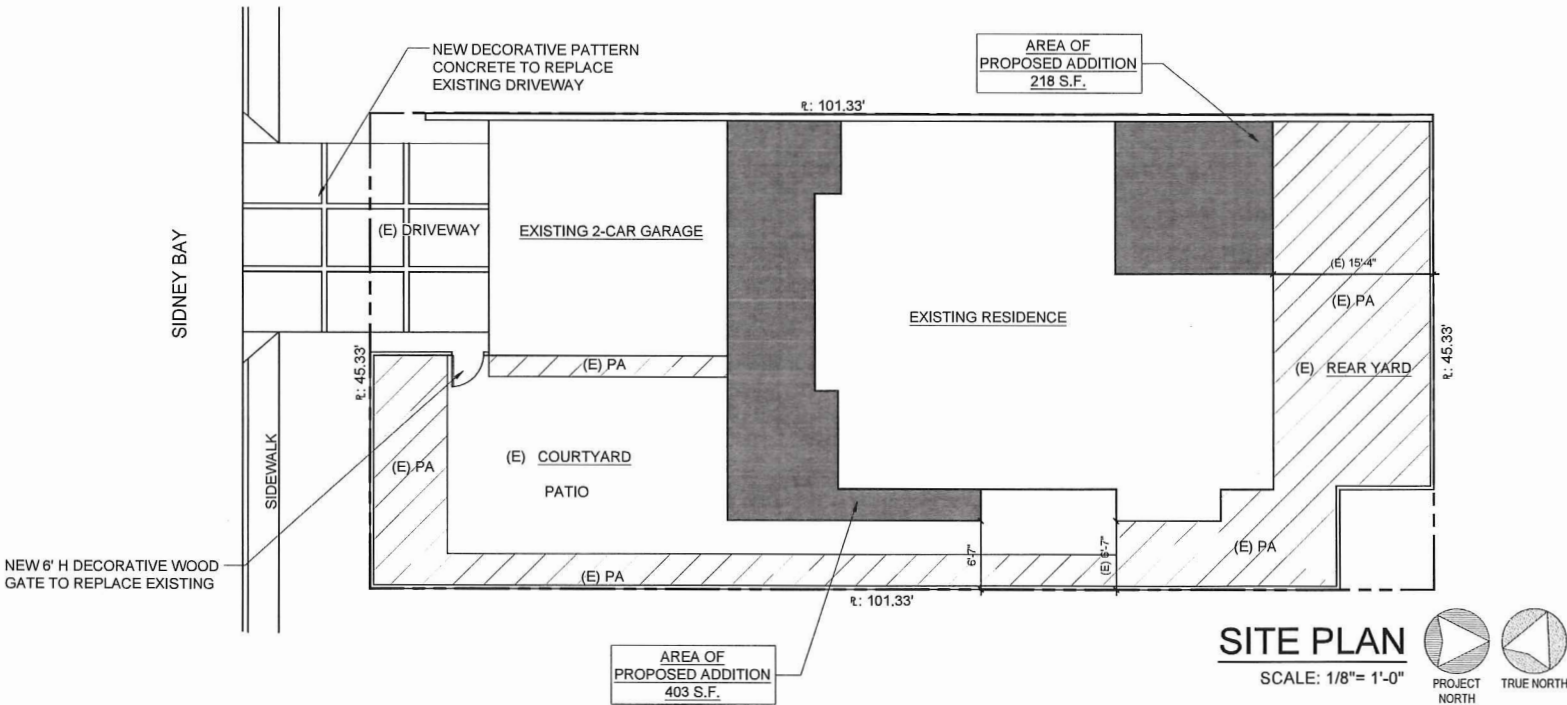 NEW DECORATIVE PATTERN
CONCRETE TO REPLACE
EXISTING DRIVEWAY
AREA OF
PROPOSED ADDITION
218 S.F.
℄: 101.33'
SIDNEY BAY
(E) DRIVEWAY
EXISTING 2-CAR GARAGE
EXISTING RESIDENCE
(E) 15'-4"
(E) PA
(E) REAR YARD
℄: 45.33'
℄: 45.33'
(E) PA
SIDEWALK
(E) PA
(E) COURTYARD
PATIO
NEW 6' H DECORATIVE WOOD
GATE TO REPLACE EXISTING
(E) PA
6'-7"
(E) 6'-7"
(E) PA
℄: 101.33'
AREA OF
PROPOSED ADDITION
403 S.F.
SITE PLAN
SCALE: 1/8"= 1'-0"
PROJECT
NORTH
TRUE NORTH